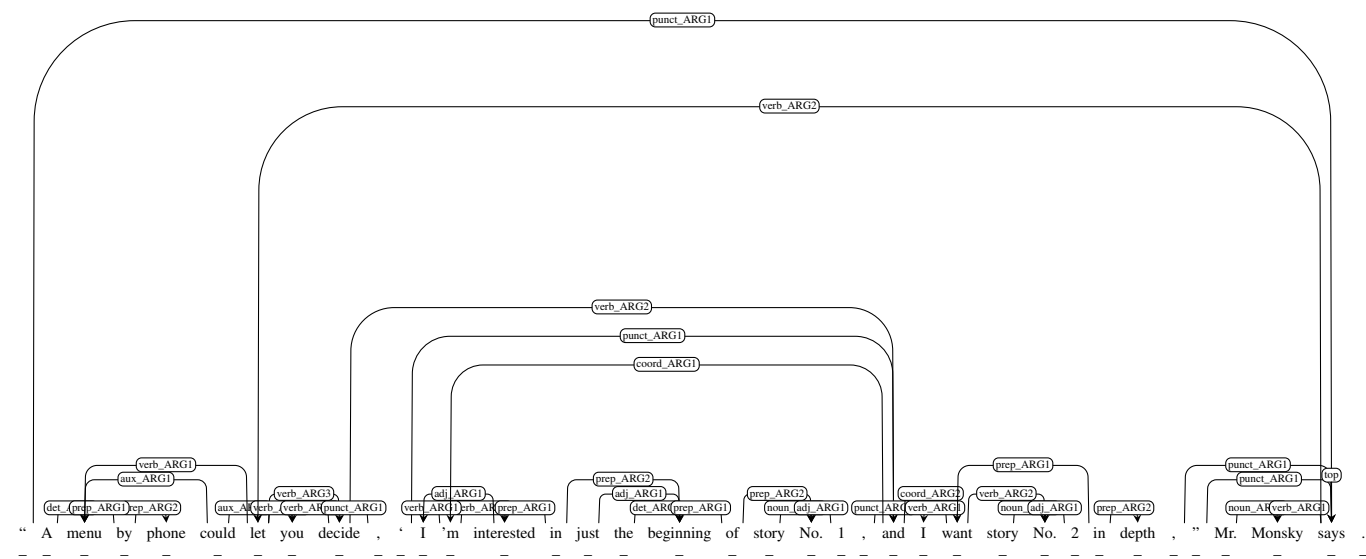 punct_ARG1
verb_ARG2
verb_ARG2
punct_ARG1
coord_ARG1
verb_ARG1 prep_ARG1 punct_ARG1
aux_ARG1 prep_ARG2 punct_ARG1 top
verb_ARG3 adj_ARG1 adj_ARG1 prep_ARG2 coord_ARG2 verb_ARG2
prep_ARG1 punct_ARG1 verb_ARG1 prep_ARG1 prep_ARG1 adj_ARG1 verb_ARG1 adj_ARG1 prep_ARG2 verb_ARG1
“ A menu by phone could let you decide , ‘ I ’m interested in just the beginning of story No. 1 , and I want story No. 2 in depth , ” Mr. Monsky says .